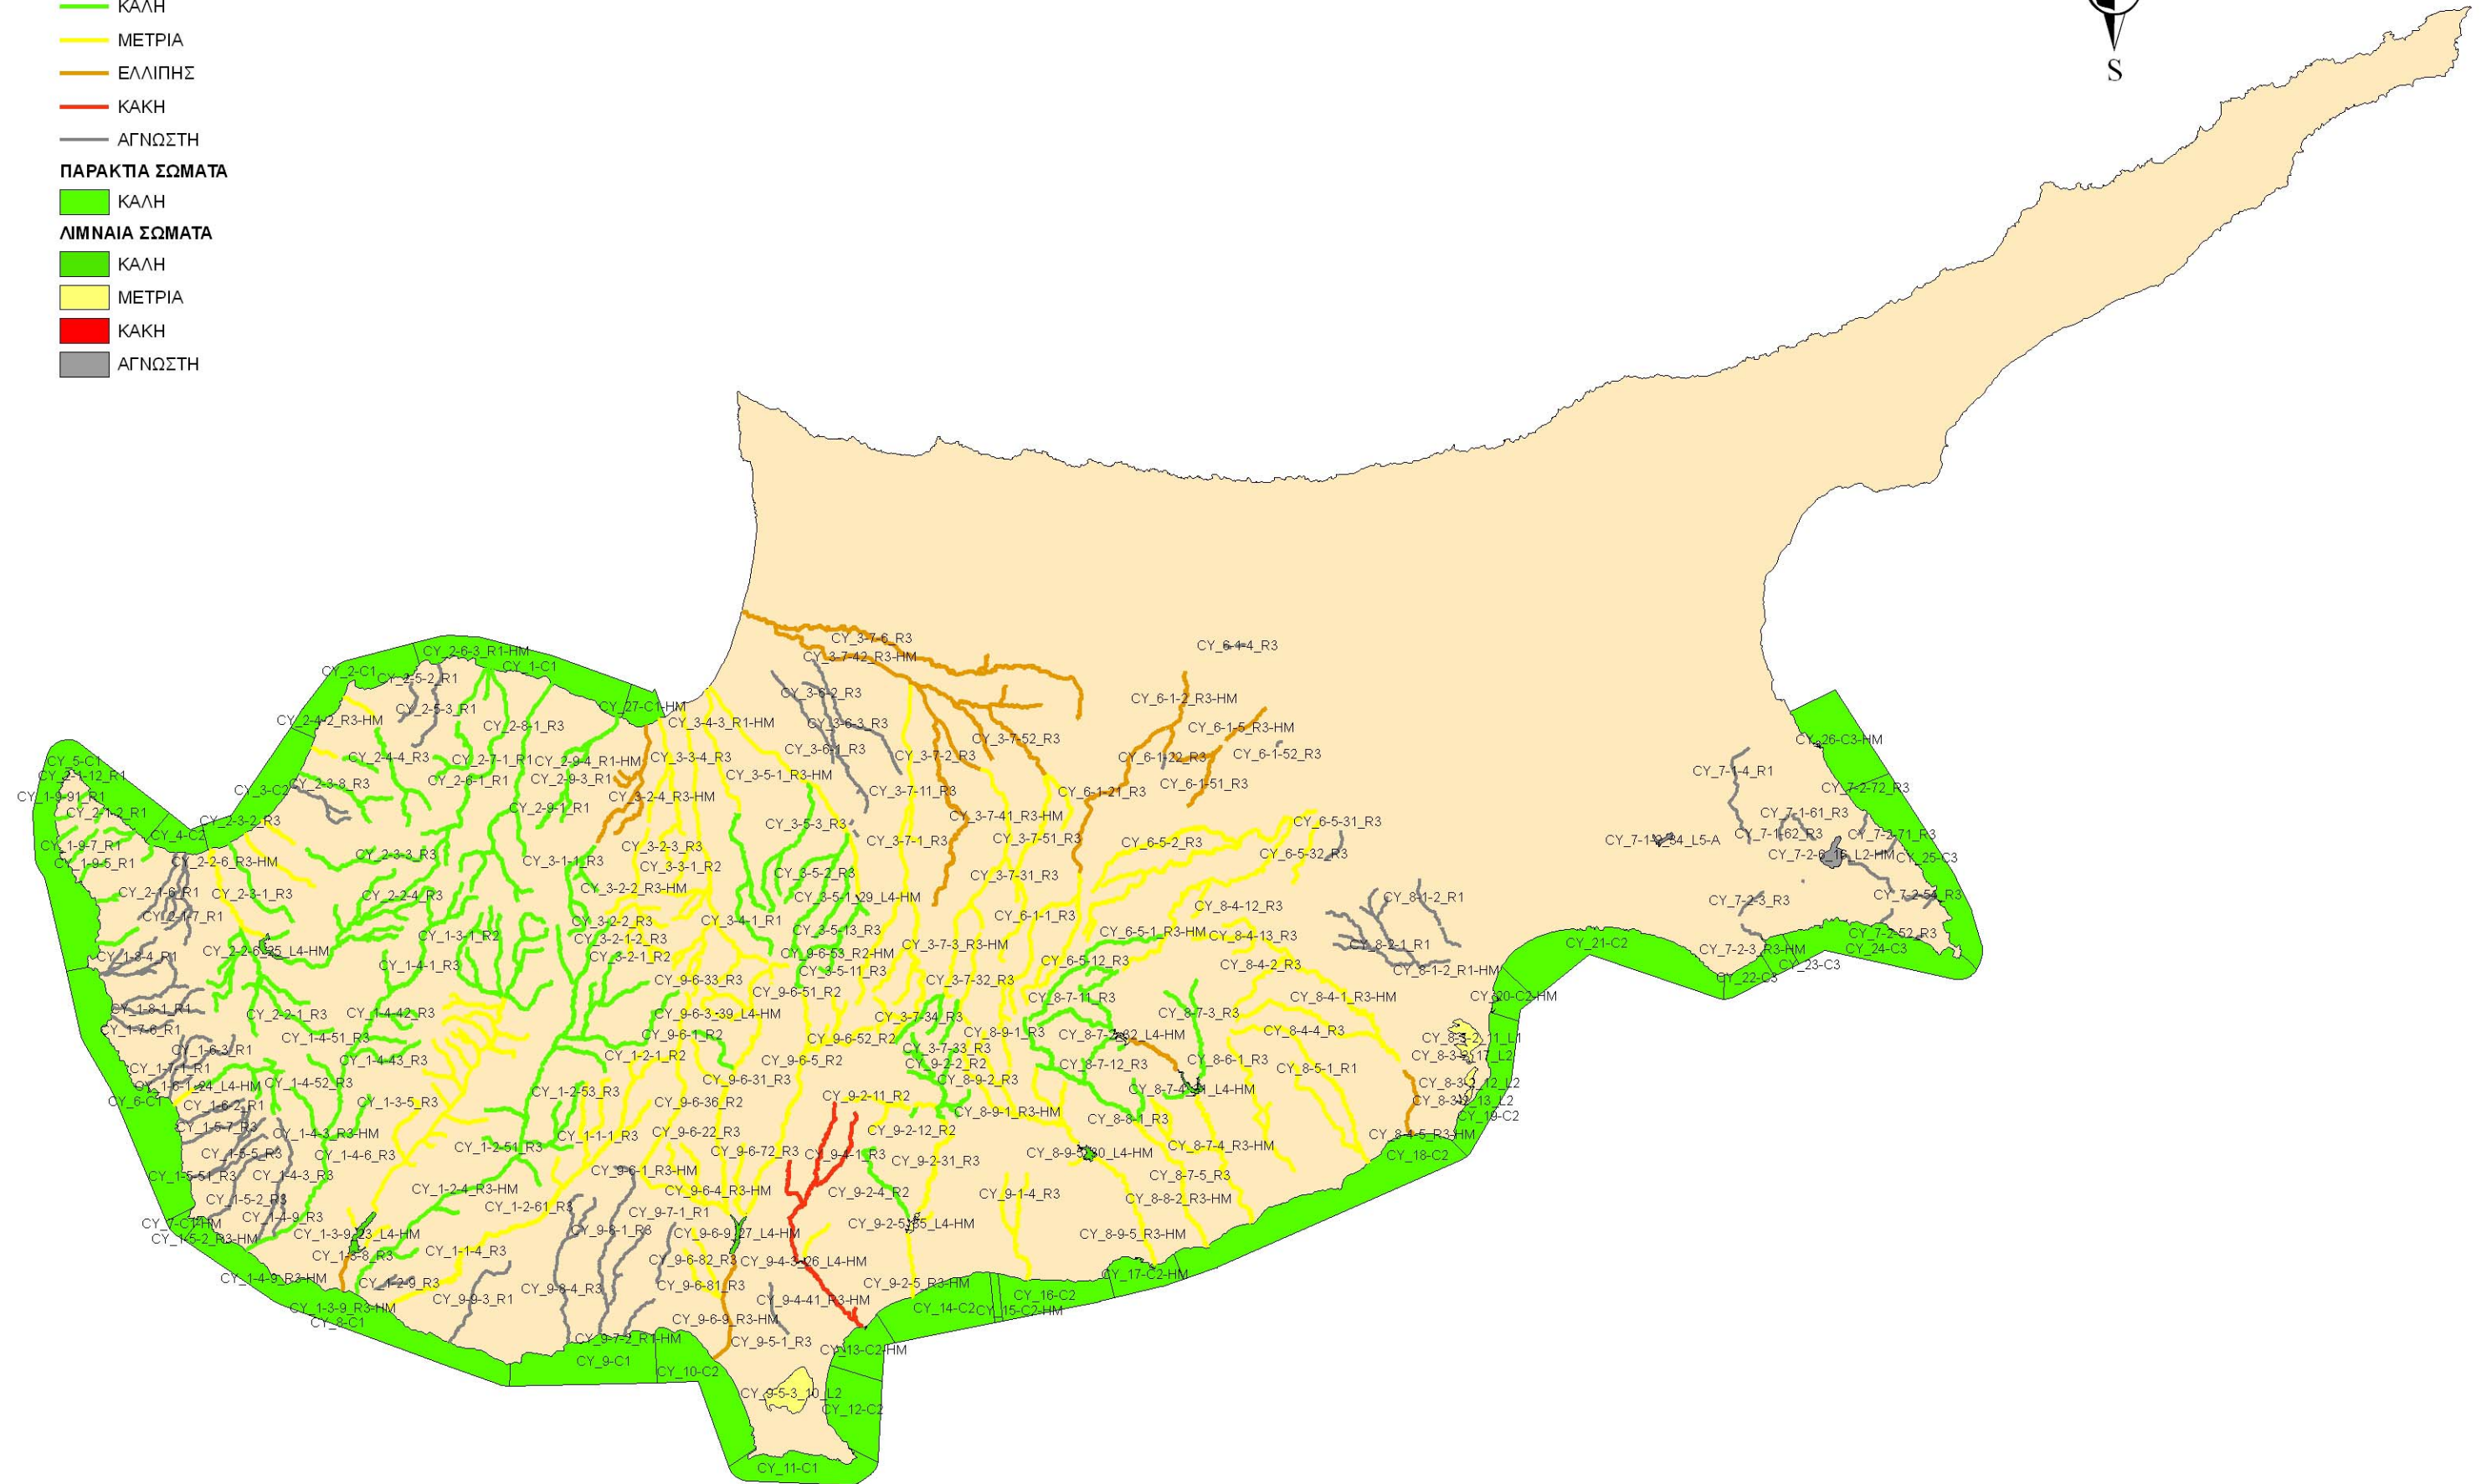 ΚΑΛΗ
ΜΕΤΡΙΑ
ΕΛΛΙΠΗΣ
ΚΑΚΗ
ΑΓΝΩΣΤΗ
ΠΑΡΑΚΤΙΑ ΣΩΜΑΤΑ
ΚΑΛΗ
ΛΙΜΝΑΙΑ ΣΩΜΑΤΑ
ΚΑΛΗ
ΜΕΤΡΙΑ
ΚΑΚΗ
ΑΓΝΩΣΤΗ
S
CY_3-7-6_R3
CY_6-1-4_R3
CY_2-6-3_R1-HM
CY_3-7-42_R3-HM
CY_1-C1
CY_2-C1
CY_2-5-2_R1
CY_3-6-2_R3
CY_6-1-2_R3-HM
CY_27-C1-HM
CY_2-5-3_R1
CY_2-4-2_R3-HM
CY_3-4-3_R1-HM
CY_3-6-3_R3
CY_2-8-1_R3
CY_6-1-5_R3-HM
CY_3-7-52_R3
CY_26-C3-HM
CY_3-6-1_R3
CY_6-1-52_R3
CY_3-7-2_R3
CY_2-4-4_R3
CY_3-3-4_R3
CY_6-1-22_R3
CY_2-7-1_R1
CY_2-9-4_R1-HM
CY_5-C1
CY_7-1-4_R1
CY_2-1-12_R1
CY_3-5-1_R3-HM
CY_2-6-1_R1
CY_2-9-3_R1
CY_2-3-8_R3
CY_6-1-51_R3
CY_7-2-72_R3
CY_3-C2
CY_3-7-11_R3
CY_6-1-21_R3
CY_1-9-91_R1
CY_3-2-4_R3-HM
CY_2-9-1_R1
CY_2-1-2_R1
CY_7-1-61_R3
CY_3-7-41_R3-HM
CY_2-3-2_R3
CY_6-5-31_R3
CY_3-5-3_R3
CY_4-C2
CY_7-1-62_R3
CY_7-2-71_R3
CY_3-7-51_R3
CY_3-7-1_R3
CY_6-5-2_R3
CY_1-9-7_R1
CY_3-2-3_R3
CY_2-3-3_R3
CY_6-5-32_R3
CY_25-C3
CY_3-1-1_R3
CY_2-2-6_R3-HM
CY_1-9-5_R1
CY_3-3-1_R2
CY_3-5-2_R3
CY_3-7-31_R3
CY_3-2-2_R3-HM
CY_2-1-6_R1
CY_2-3-1_R3
CY_2-2-4_R3
CY_8-1-2_R1
CY_7-2-3_R3
CY_8-4-12_R3
CY_2-1-7_R1
CY_6-1-1_R3
CY_3-4-1_R1
CY_3-2-2_R3
CY_3-5-13_R3
CY_6-5-1_R3-HM
CY_7-2-52_R3
CY_1-3-1_R2
CY_8-4-13_R3
CY_3-2-1-2_R3
CY_21-C2
CY_3-7-3_R3-HM
CY_8-2-1_R1
CY_24-C3
CY_7-2-3_R3-HM
CY_9-6-53_R2-HM
CY_3-2-1_R2
CY_6-5-12_R3
CY_1-4-1_R3
CY_8-4-2_R3
CY_23-C3
CY_3-5-11_R3
CY_8-1-2_R1-HM
CY_22-C3
CY_9-6-33_R3
CY_3-7-32_R3
CY_9-6-51_R2
CY_8-7-11_R3
CY_8-4-1_R3-HM
CY_20-C2-HM
CY_1-8-1_R1
CY_2-2-1_R3
CY_1-4-42_R3
CY_9-6-3-39_L4-HM
CY_8-7-3_R3
CY_3-7-34_R3
CY_1-7-6_R1
CY_8-9-1_R3
CY_8-4-4_R3
CY_9-6-1_R2
CY_1-4-51_R3
CY_9-6-52_R2
CY_1-6-3_R1
CY_3-7-33_R3
CY_1-2-1_R2
CY_1-4-43_R3
CY_9-6-5_R2
CY_8-6-1_R3
CY_9-2-2_R2
CY_8-7-12_R3
CY_8-5-1_R1
CY_1-7-1_R1
CY_9-6-31_R3
CY_8-9-2_R3
CY_1-4-52_R3
CY_1-2-53_R3
CY_9-2-11_R2
CY_6-C1
CY_1-6-2_R1
CY_1-3-5_R3
CY_9-6-36_R2
CY_8-9-1_R3-HM
CY_19-C2
CY_8-8-1_R3
CY_1-5-7_R3
CY_1-4-3_R3-HM
CY_1-1-1_R3
CY_9-6-22_R3
CY_9-2-12_R2
CY_8-4-5_R3-HM
CY_1-2-51_R3
CY_8-7-4_R3-HM
CY_1-5-5_R3
CY_1-4-6_R3
CY_9-6-72_R3
CY_9-4-1_R3
CY_18-C2
CY_9-2-31_R3
CY_9-6-1_R3-HM
CY_1-5-51_R3
CY_1-4-3_R3
CY_8-7-5_R3
CY_1-2-4_R3-HM
CY_9-6-4_R3-HM
CY_9-2-4_R2
CY_9-1-4_R3
CY_1-5-2_R3
CY_8-8-2_R3-HM
CY_1-2-61_R3
CY_9-7-1_R1
CY_1-4-9_R3
CY_7-C1-HM
CY_9-8-1_R3
CY_1-3-9_23_L4-HM
CY_9-6-9_27_L4-HM
CY_8-9-5_R3-HM
CY_1-5-2_R3-HM
CY_1-1-4_R3
CY_1-3-8_R3
CY_9-6-82_R3
CY_9-4-3_26_L4-HM
CY_17-C2-HM
CY_1-4-9_R3-HM
CY_1-2-9_R3
CY_9-6-81_R3
CY_9-2-5_R3-HM
CY_9-8-4_R3
CY_16-C2
CY_9-9-3_R1
CY_9-4-41_R3-HM
CY_14-C2
CY_1-3-9_R3-HM
CY_15-C2-HM
CY_8-C1
CY_9-6-9_R3-HM
CY_9-7-2_R1-HM
CY_9-5-1_R3
CY_13-C2-HM
CY_9-C1
CY_10-C2
CY_9-5-3_10_L2
CY_12-C2
CY_11-C1